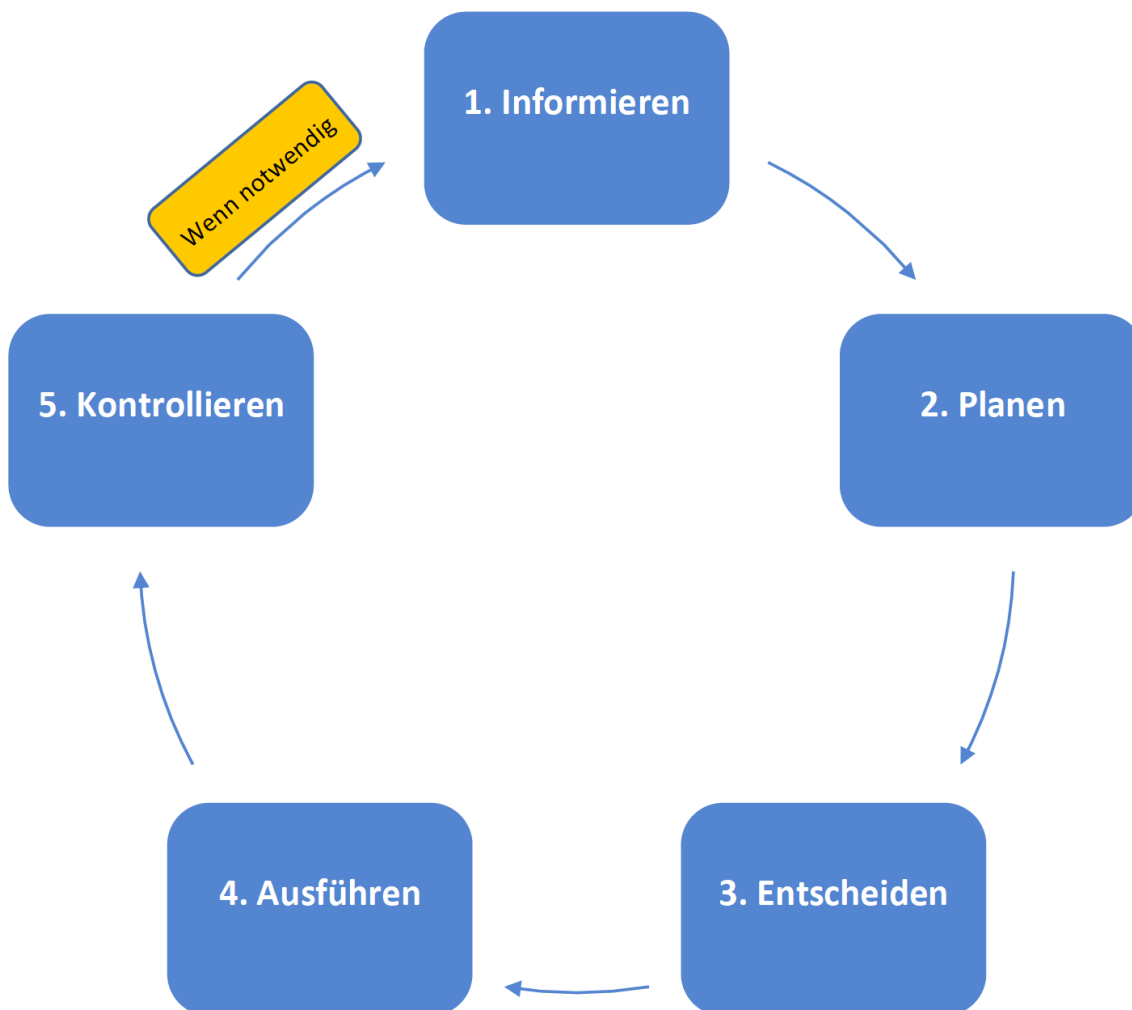 1. Informieren
Wenn notwendig
5. Kontrollieren
2. Planen
4. Ausführen
3. Entscheiden